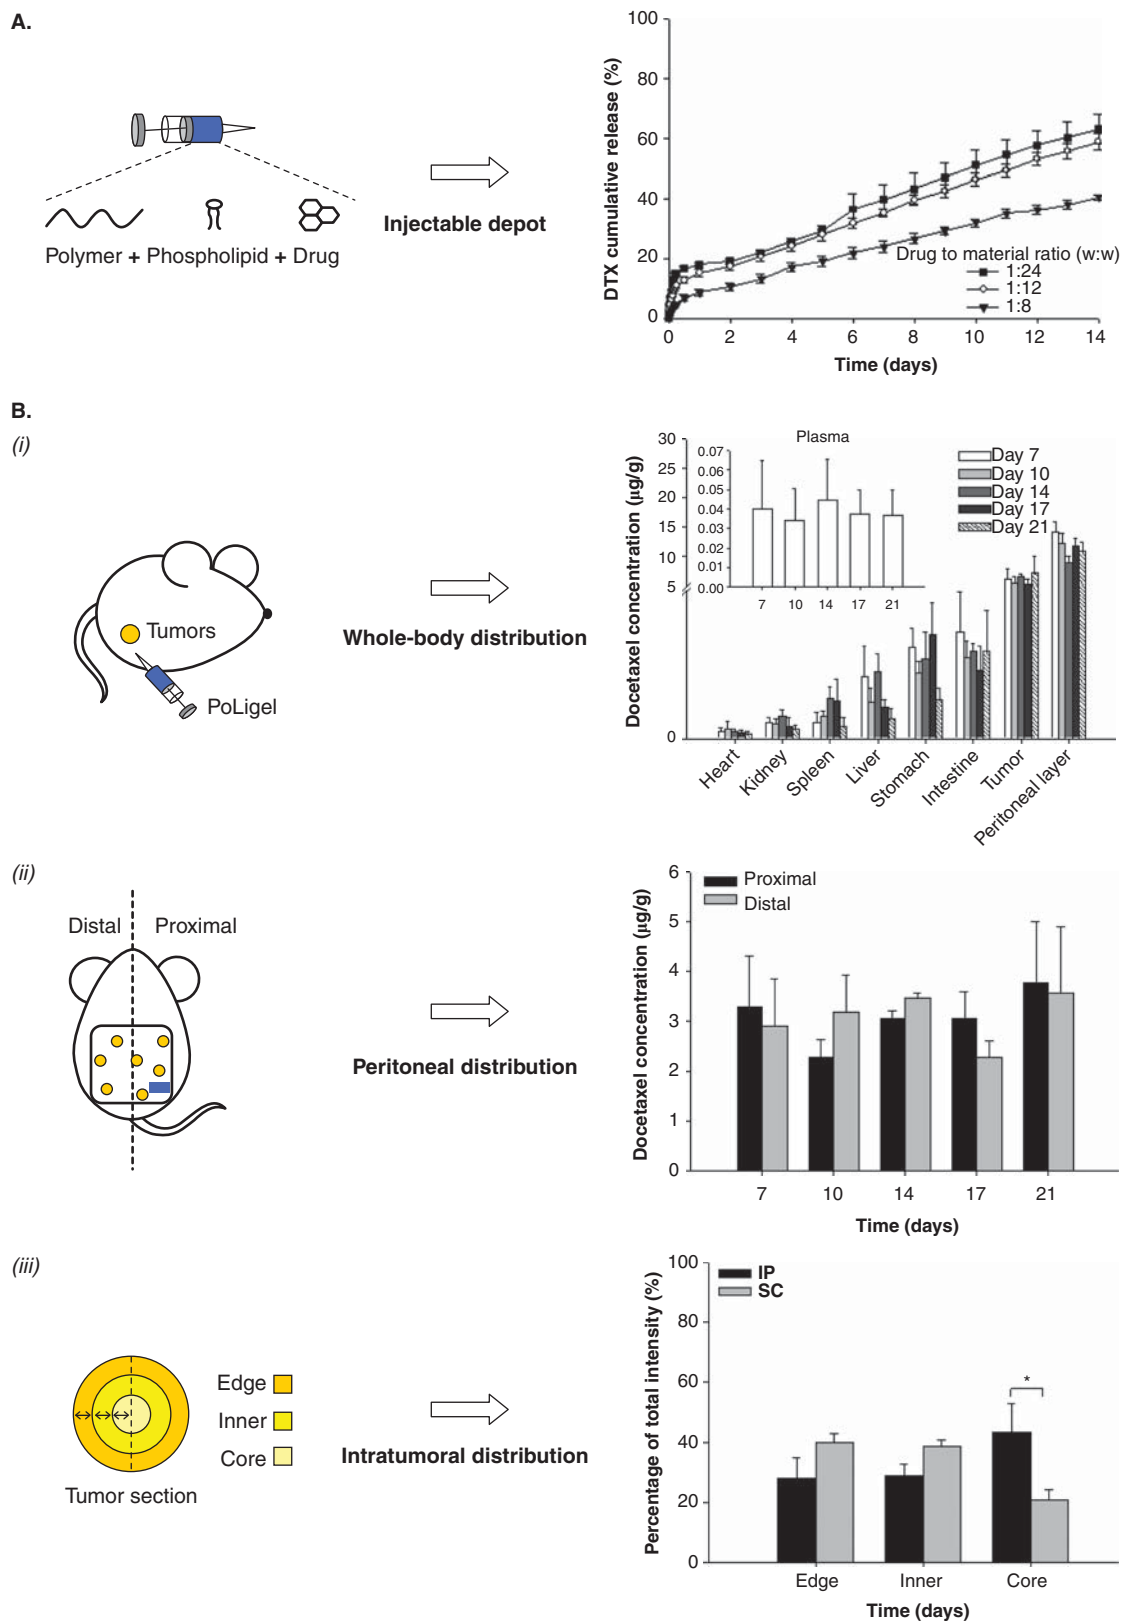 A.
Polymer + Phospholipid + Drug
Injectable depot
DTX cumulative release (%)
100
80
60
40
20
0
Drug to material ratio (w:w)
1:24
1:12
1:8
0 2 4 6 8 10 12 14
Time (days)
B.
(i)
Tumors
PoLigel
Whole-body distribution
Docetaxel concentration (µg/g)
30
25
20
15
10
5
0
Plasma
0.07
0.06
0.05
0.04
0.03
0.02
0.01
0.00
7 10 14 17 21
Day 7
Day 10
Day 14
Day 17
Day 21
Heart
Kidney
Spleen
Liver
Stomach
Intestine
Tumor
Peritoneal layer
(ii)
Distal Proximal
Peritoneal distribution
Docetaxel concentration (µg/g)
6
5
4
3
2
1
0
Proximal
Distal
7 10 14 17 21
Time (days)
(iii)
Edge
Inner
Core
Tumor section
Intratumoral distribution
Percentage of total intensity (%)
100
80
60
40
20
0
IP
SC
*
Edge Inner Core
Time (days)